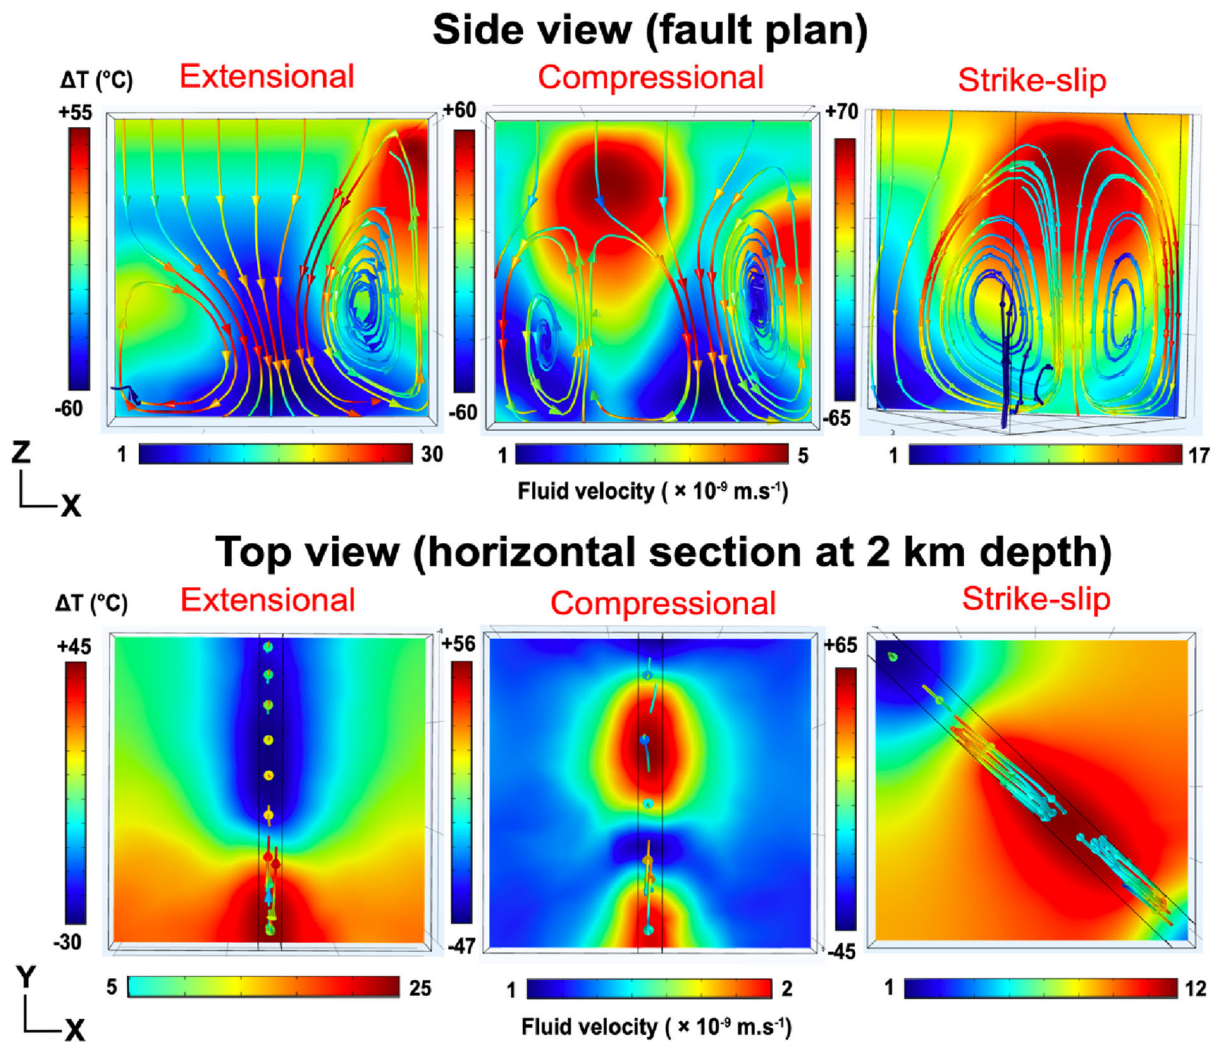 Side view (fault plan)
ΔT (°C) Extensional Compressional Strike-slip
+55 +60 +70
-60 -60 -65
Z
X
1 30 1 5 1 17
Fluid velocity ( × 10⁻⁹ m.s⁻¹)
Top view (horizontal section at 2 km depth)
ΔT (°C) Extensional Compressional Strike-slip
+45 +56 +65
-30 -47 -45
Y
X
5 25 1 2 1 12
Fluid velocity ( × 10⁻⁹ m.s⁻¹)